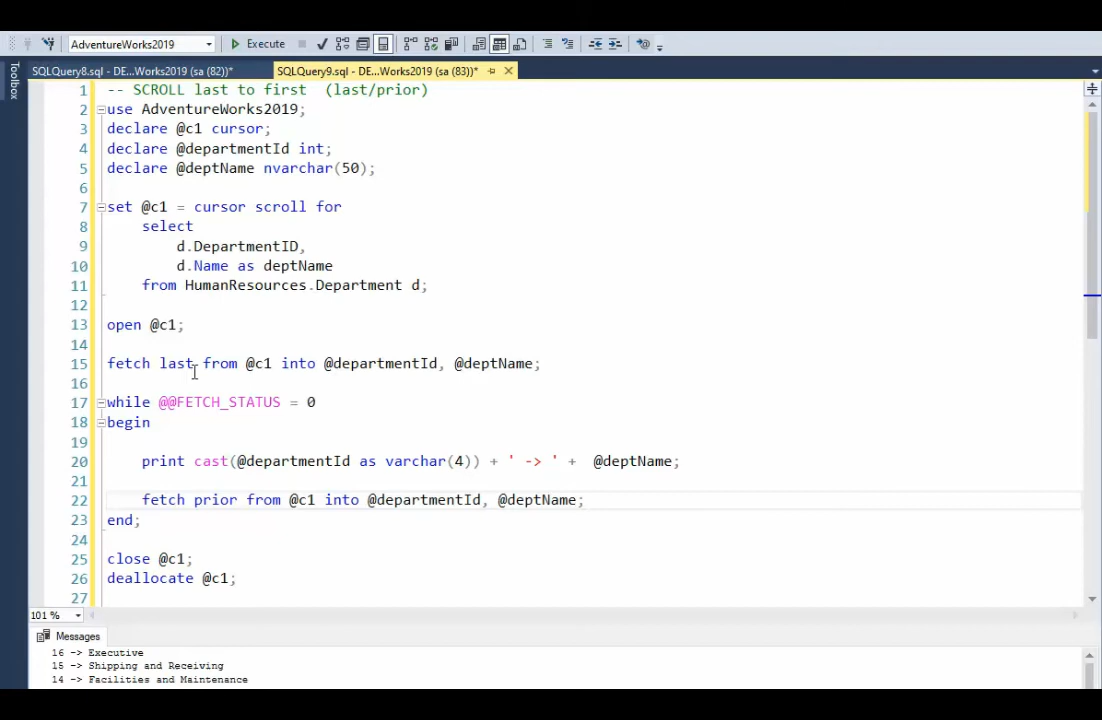 AdventureWorks2019
Execute
SQLQuery8.sql - DE...Works2019 (sa (82))*
SQLQuery9.sql - DE...Works2019 (sa (83))*
Toolbox
1 -- SCROLL last to first  (last/prior)
2 use AdventureWorks2019;
3 declare @c1 cursor;
4 declare @departmentId int;
5 declare @deptName nvarchar(50);
6
7 set @c1 = cursor scroll for
8     select
9         d.DepartmentID,
10         d.Name as deptName
11     from HumanResources.Department d;
12
13 open @c1;
14
15 fetch last from @c1 into @departmentId, @deptName;
16
17 while @@FETCH_STATUS = 0
18 begin
19
20     print cast(@departmentId as varchar(4)) + ' -> ' +  @deptName;
21
22     fetch prior from @c1 into @departmentId, @deptName;
23 end;
24
25 close @c1;
26 deallocate @c1;
27
101 %
Messages
16 -> Executive
15 -> Shipping and Receiving
14 -> Facilities and Maintenance